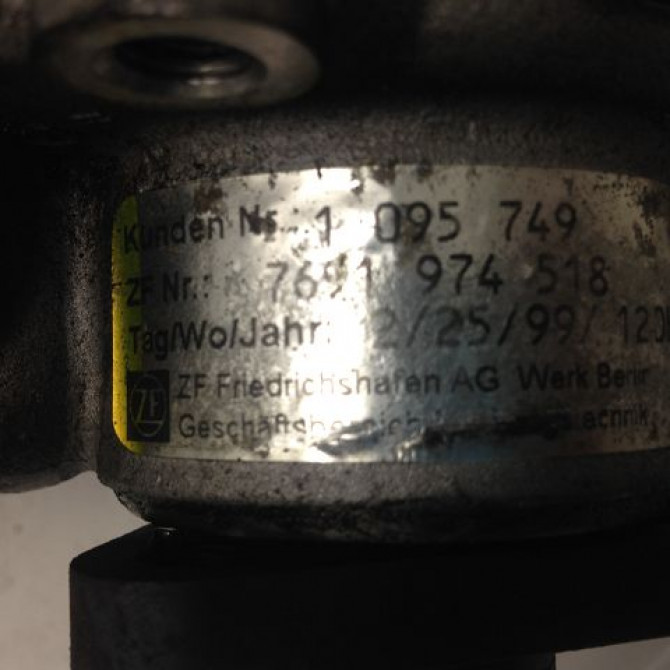 Kunden Nr.: 1 095 749
ZF Nr.: 7691 974 518
Tag/Wo/Jahr: 2/25/99/
ZF ZF Friedrichshafen AG Werk